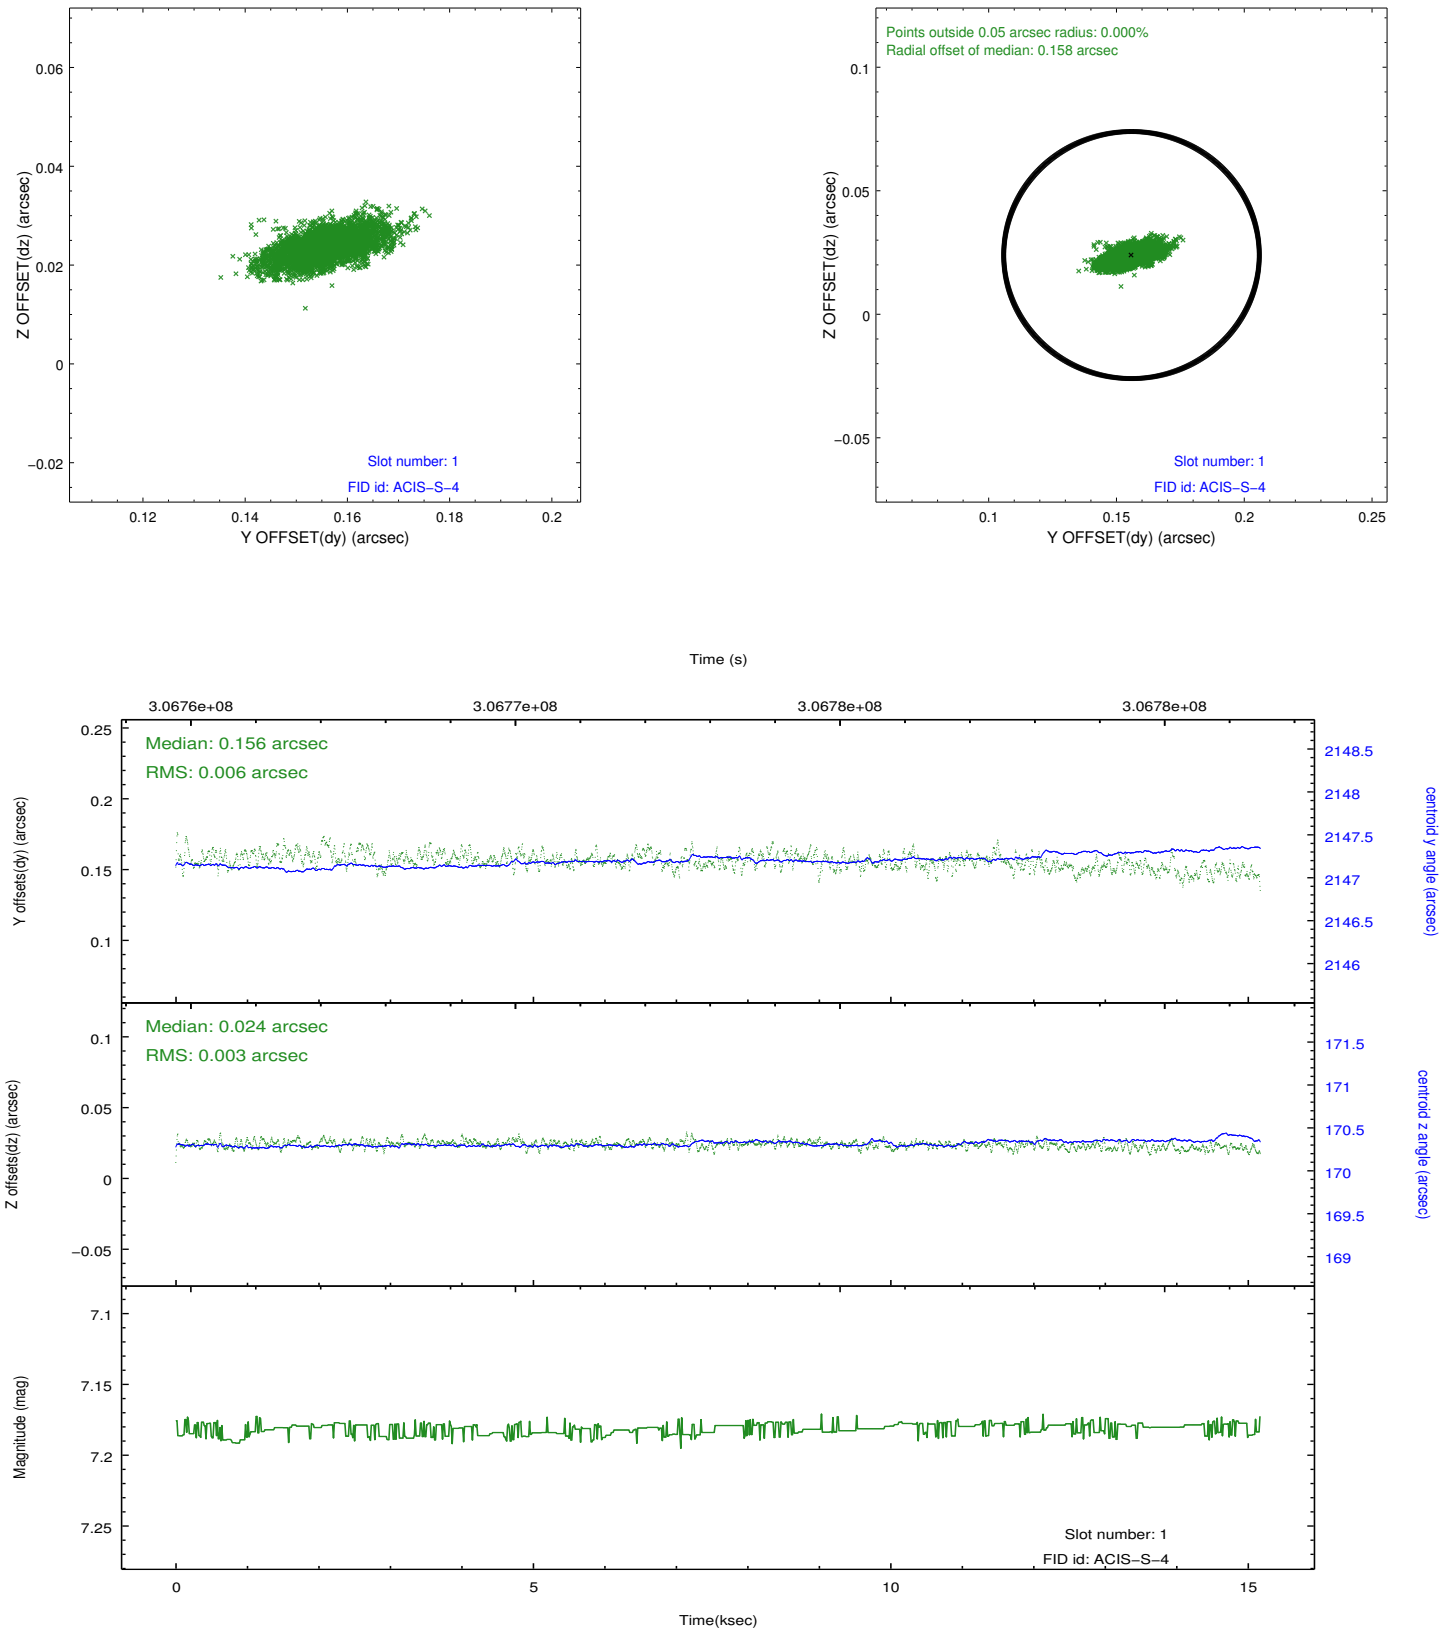 0.06
0.04
0.02
0
−0.02
Z OFFSET(dz) (arcsec)
Slot number: 1
FID id: ACIS−S−4
0.12
0.14
0.16
0.18
0.2
Y OFFSET(dy) (arcsec)
Points outside 0.05 arcsec radius: 0.000%
Radial offset of median: 0.158 arcsec
0.1
0.05
0
−0.05
Z OFFSET(dz) (arcsec)
Slot number: 1
FID id: ACIS−S−4
0.1
0.15
0.2
0.25
Y OFFSET(dy) (arcsec)
Time (s)
3.0676e+08
3.0677e+08
3.0678e+08
3.0678e+08
0.25
0.2
0.15
0.1
Y offsets(dy) (arcsec)
Median: 0.156 arcsec
RMS: 0.006 arcsec
2148.5
2148
2147.5
2147
2146.5
2146
centroid y angle (arcsec)
0.1
0.05
0
−0.05
Z offsets(dz) (arcsec)
Median: 0.024 arcsec
RMS: 0.003 arcsec
171.5
171
170.5
170
169.5
169
centroid z angle (arcsec)
7.1
7.15
7.2
7.25
Magnitude (mag)
Slot number: 1
FID id: ACIS−S−4
0
5
10
15
Time(ksec)